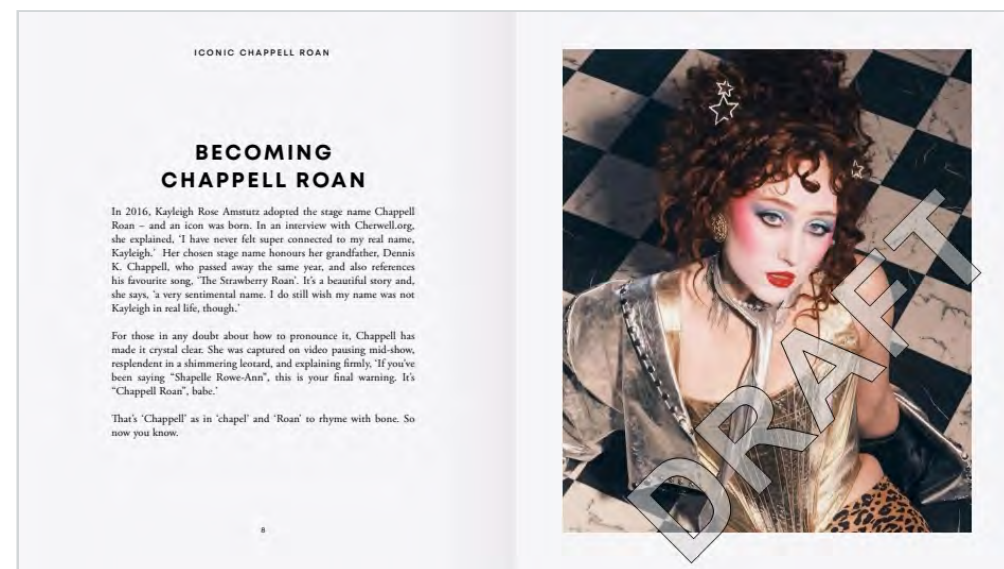 ICONIC CHAPPELL ROAN
BECOMING
CHAPPELL ROAN
In 2016, Kayleigh Rose Amstutz adopted the stage name Chappell
Roan – and an icon was born. In an interview with Cherwell.org,
she explained, ‘I have never felt super connected to my real name,
Kayleigh.’ Her chosen stage name honours her grandfather, Dennis
K. Chappell, who passed away the same year, and also references
his favourite song, ‘The Strawberry Roan’. It’s a beautiful story and,
she says, ‘a very sentimental name. I do still wish my name was not
Kayleigh in real life, though.’
For those in any doubt about how to pronounce it, Chappell has
made it crystal clear. She was captured on video pausing mid-show,
resplendent in a shimmering leotard, and explaining firmly, ‘If you’ve
been saying “Shapelle Rowe-Ann”, this is your final warning. It’s
“Chappell Roan”, babe.’
That’s ‘Chappell’ as in ‘chapel’ and ‘Roan’ to rhyme with bone. So
now you know.
6
DRAFT